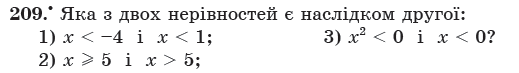 209.• Яка з двох нерівностей є наслідком другої:
1) x < −4 і x < 1; 3) x² < 0 і x < 0?
2) x ⩾ 5 і x > 5;